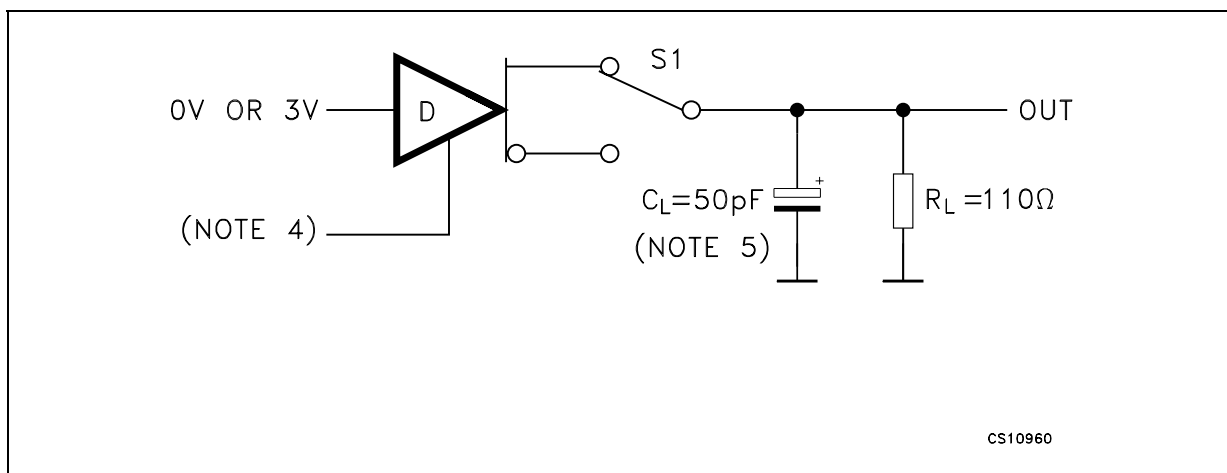 S1
0V OR 3V
D
OUT
C_L=50pF
+
R_L=110Ω
(NOTE 4)
(NOTE 5)
CS10960